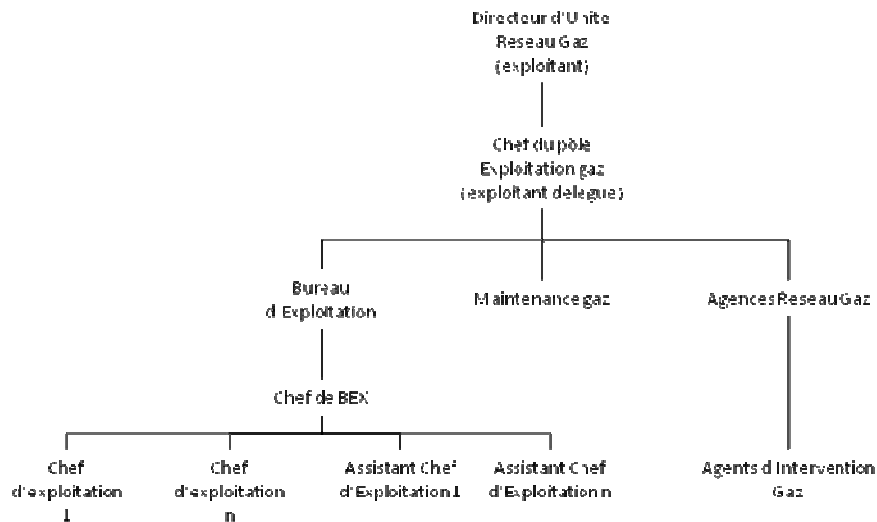 Directeur d'Unite
Reseau Gaz
(exploitant)
Chef du pôle
Exploitation gaz
(exploitant delegue)
Bureau
d Exploitation
Maintenance gaz
Agences Reseau Gaz
Chef de BEX
Chef
d'exploitation
1
Chef
d'exploitation
n
Assistant Chef
d'Exploitation 1
Assistant Chef
d'Exploitation n
Agents d Intervention
Gaz